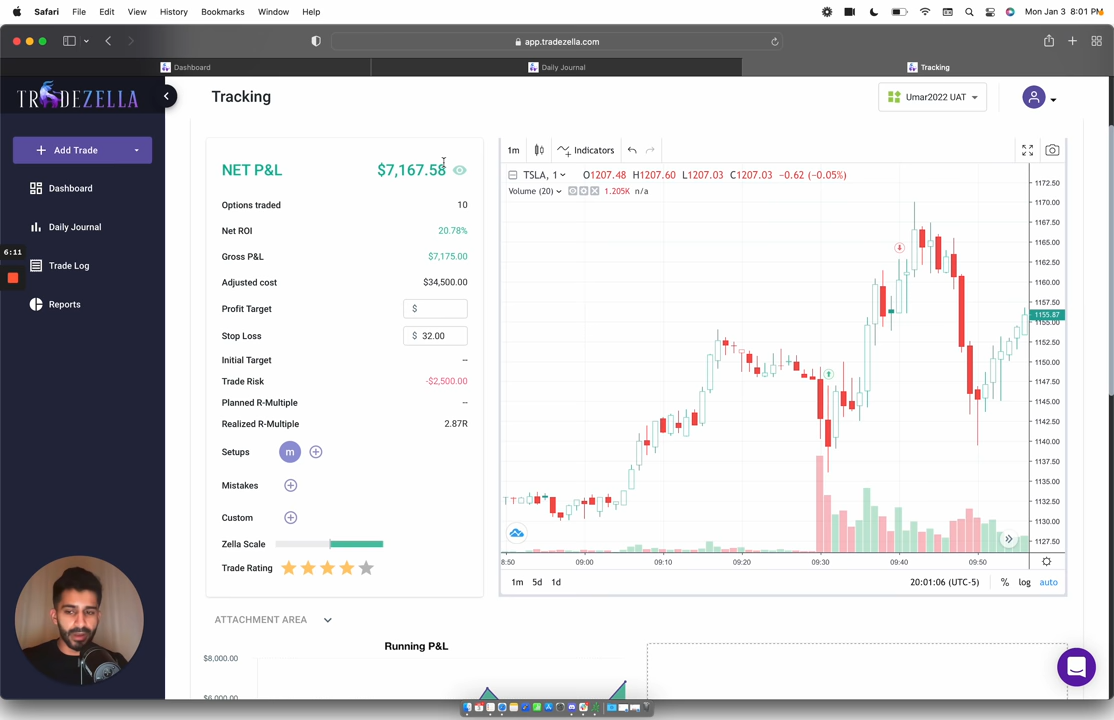 Safari File Edit View History Bookmarks Window Help Mon Jan 3 8:01 PM
app.tradezella.com
Dashboard Daily Journal Tracking
TRADEZELLA
Tracking
Umar2022 UAT
Add Trade
Dashboard
Daily Journal
6:11
Trade Log
Reports
NET P&L $7,167.58
Options traded 10
Net ROI 20.78%
Gross P&L $7,175.00
Adjusted cost $34,500.00
Profit Target $
Stop Loss $ 32.00
Initial Target --
Trade Risk -$2,500.00
Planned R-Multiple --
Realized R-Multiple 2.87R
Setups m
Mistakes
Custom
Zella Scale
Trade Rating
1m Indicators
TSLA, 1 O1207.48 H1207.60 L1207.03 C1207.03 −0.62 (−0.05%)
Volume (20) 1.205K n/a
1172.50
1170.00
1167.50
1165.00
1162.50
1160.00
1157.50
1155.87
1155.00
1152.50
1150.00
1147.50
1145.00
1142.50
1140.00
1137.50
1135.00
1132.50
1130.00
1127.50
8:50 09:00 09:10 09:20 09:30 09:40 09:50
1m 5d 1d 20:01:06 (UTC-5) % log auto
ATTACHMENT AREA
Running P&L
$8,000.00
$6,000.00